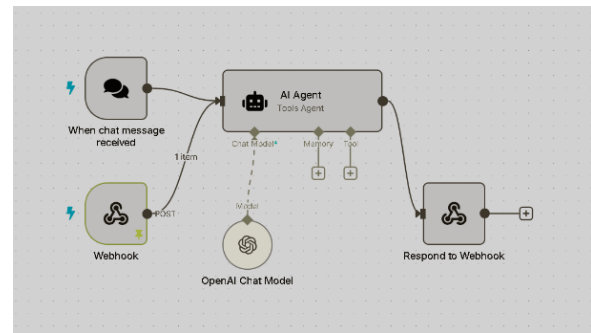 When chat message
received
AI Agent
Tools Agent
Chat Model*
Memory
Tool
1 item
POST
Webhook
Model
OpenAI Chat Model
Respond to Webhook